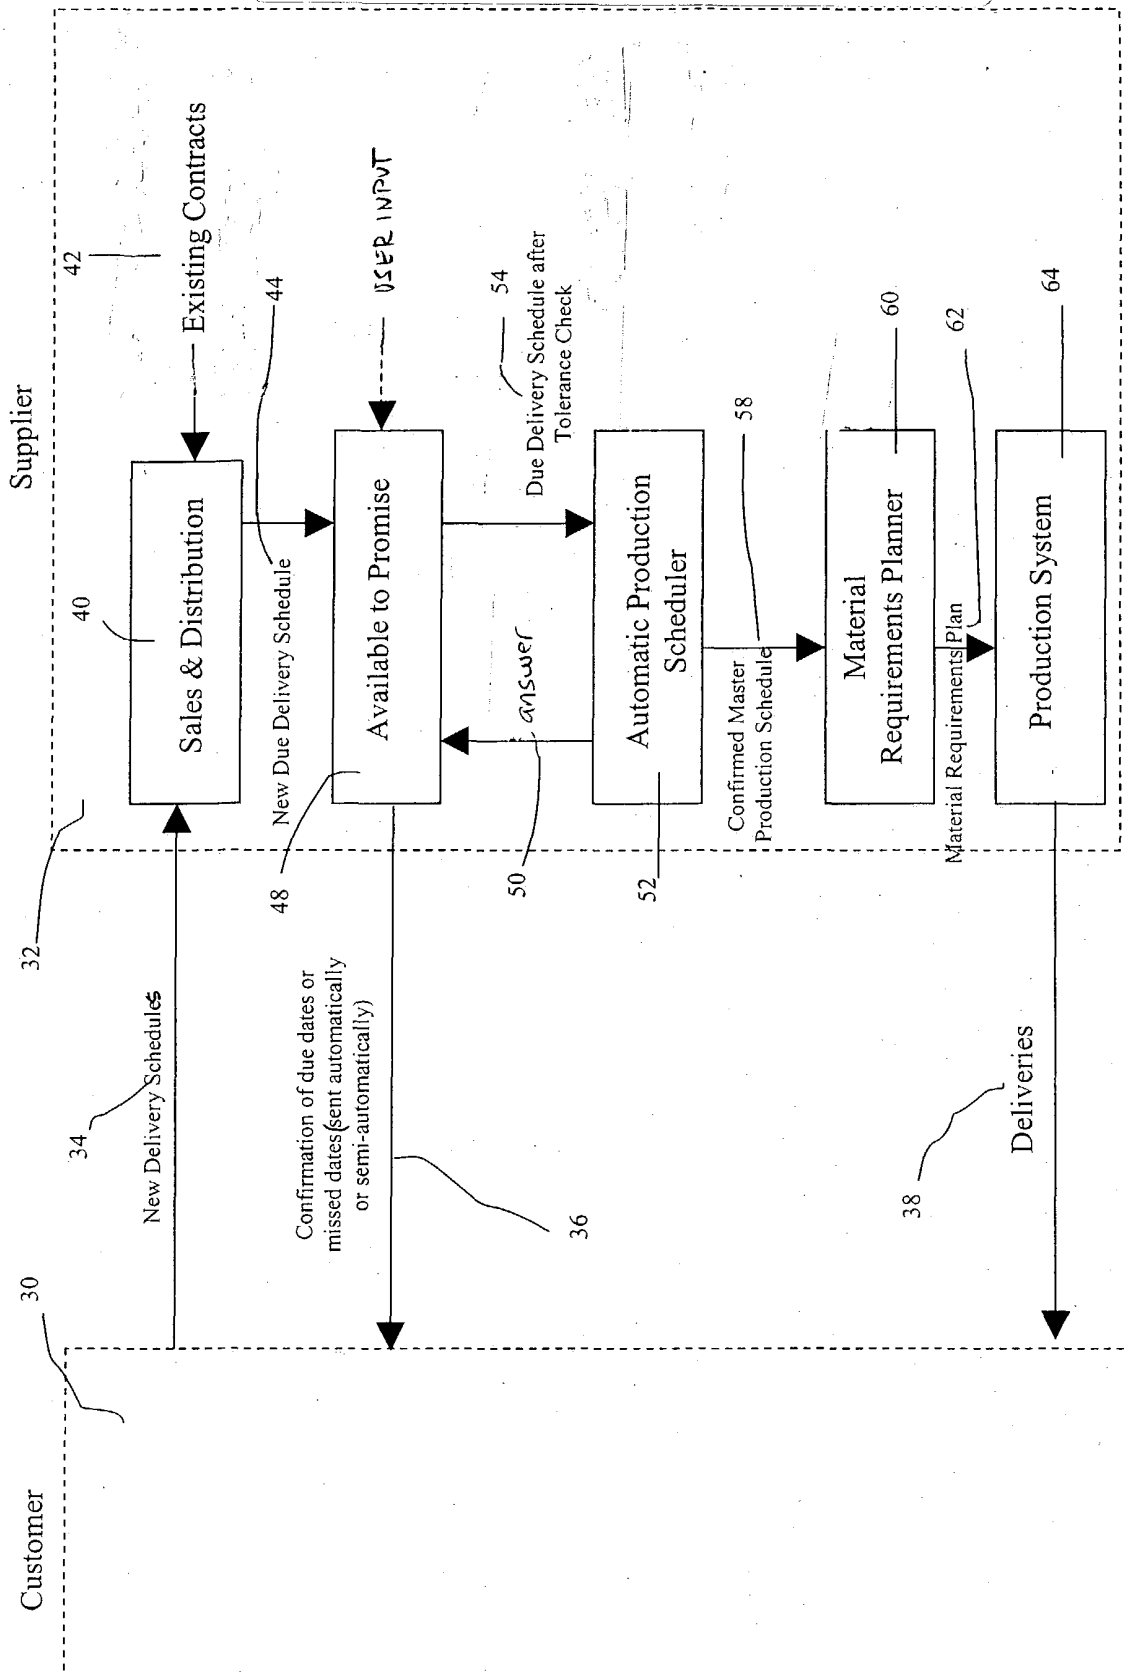 Customer
30
Supplier
32
34
New Delivery Schedules
40
Sales & Distribution
42
Existing Contracts
44
New Due Delivery Schedule
48
Available to Promise
USER INPUT
Confirmation of due dates or
missed dates (sent automatically
or semi-automatically)
36
50
answer
54
Due Delivery Schedule after
Tolerance Check
52
Automatic Production
Scheduler
58
Confirmed Master
Production Schedule
60
Material
Requirements Planner
62
Material Requirements Plan
64
Production System
38
Deliveries